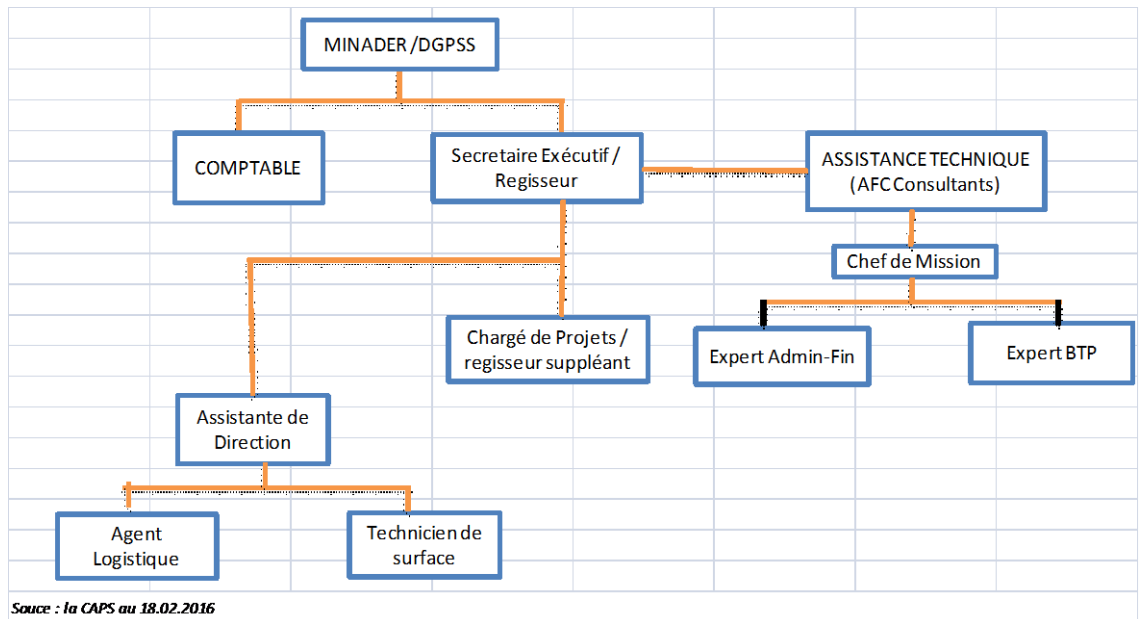 MINADER /DGPSS
COMPTABLE
Secretaire Exécutif /
Regisseur
ASSISTANCE TECHNIQUE
(AFC Consultants)
Chef de Mission
Chargé de Projets /
regisseur suppléant
Expert Admin-Fin
Expert BTP
Assistante de
Direction
Agent
Logistique
Technicien de
surface
Souce : la CAPS au 18.02.2016